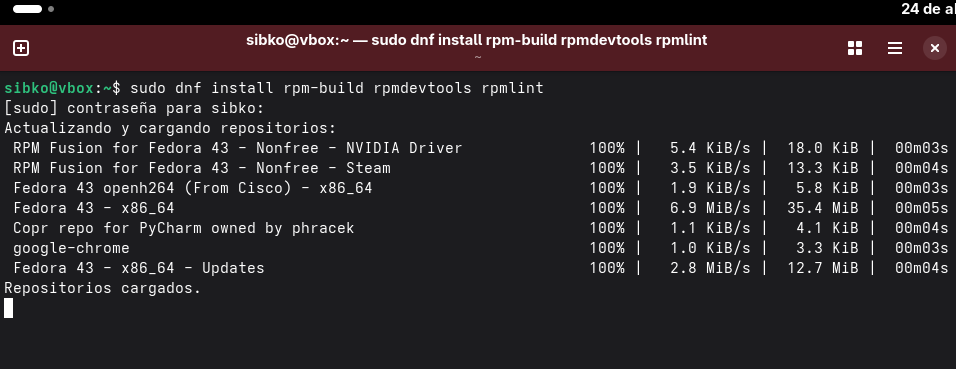 24 de a
sibko@vbox:~ — sudo dnf install rpm-build rpmdevtools rpmlint
~
sibko@vbox:~$ sudo dnf install rpm-build rpmdevtools rpmlint
[sudo] contraseña para sibko:
Actualizando y cargando repositorios:
RPM Fusion for Fedora 43 - Nonfree - NVIDIA Driver 100% | 5.4 KiB/s | 18.0 KiB | 00m03s
RPM Fusion for Fedora 43 - Nonfree - Steam 100% | 3.5 KiB/s | 13.3 KiB | 00m04s
Fedora 43 openh264 (From Cisco) - x86_64 100% | 1.9 KiB/s | 5.8 KiB | 00m03s
Fedora 43 - x86_64 100% | 6.9 MiB/s | 35.4 MiB | 00m05s
Copr repo for PyCharm owned by phracek 100% | 1.1 KiB/s | 4.1 KiB | 00m04s
google-chrome 100% | 1.0 KiB/s | 3.3 KiB | 00m03s
Fedora 43 - x86_64 - Updates 100% | 2.8 MiB/s | 12.7 MiB | 00m04s
Repositorios cargados.